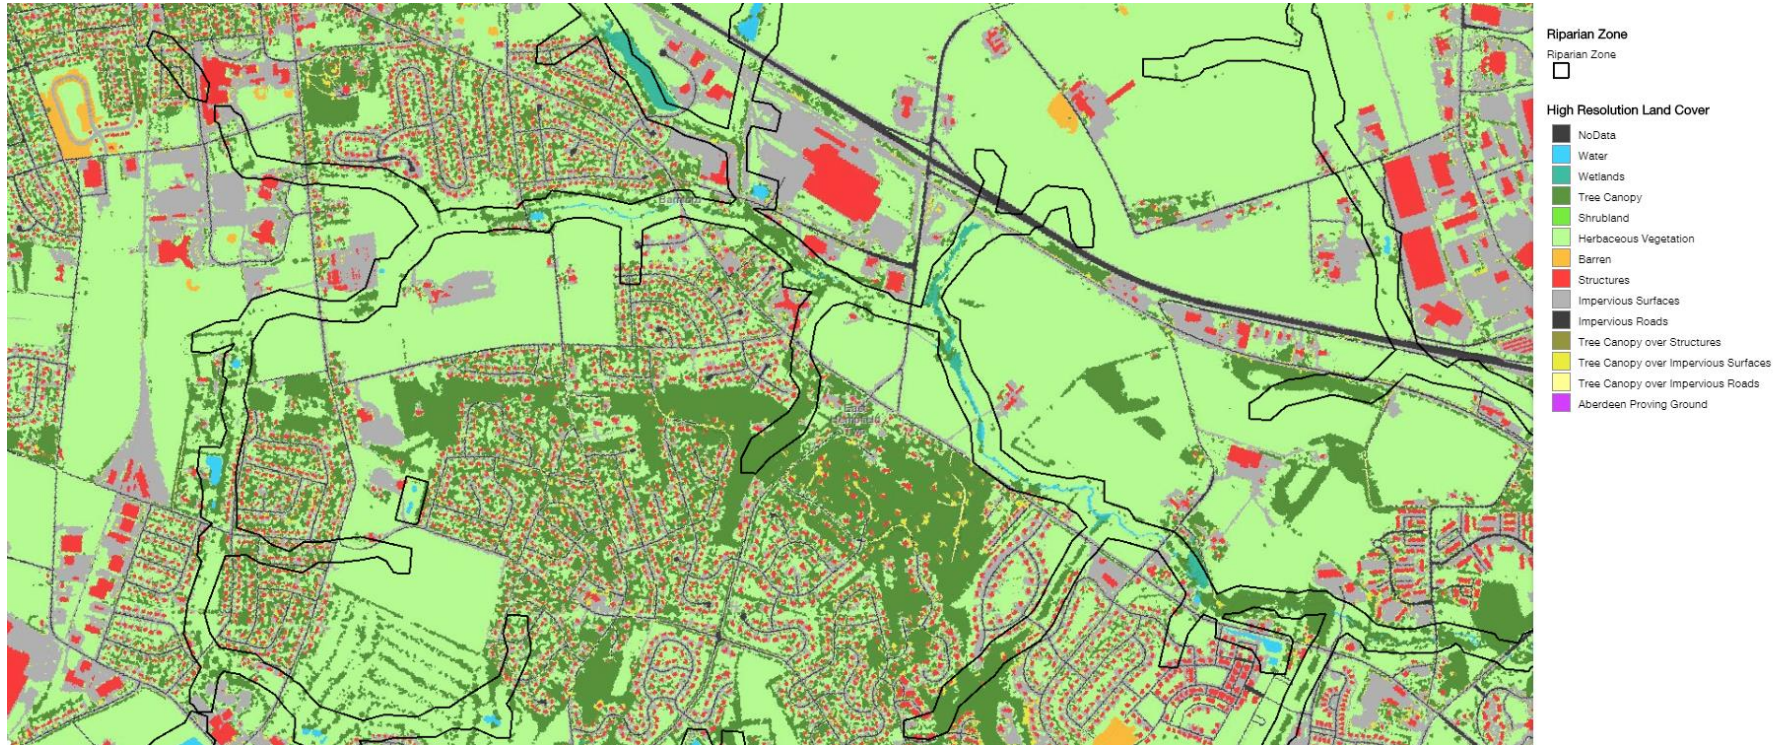 Riparian Zone
Riparian Zone
High Resolution Land Cover
NoData
Water
Wetlands
Tree Canopy
Shrubland
Herbaceous Vegetation
Barren
Structures
Impervious Surfaces
Impervious Roads
Tree Canopy over Structures
Tree Canopy over Impervious Surfaces
Tree Canopy over Impervious Roads
Aberdeen Proving Ground